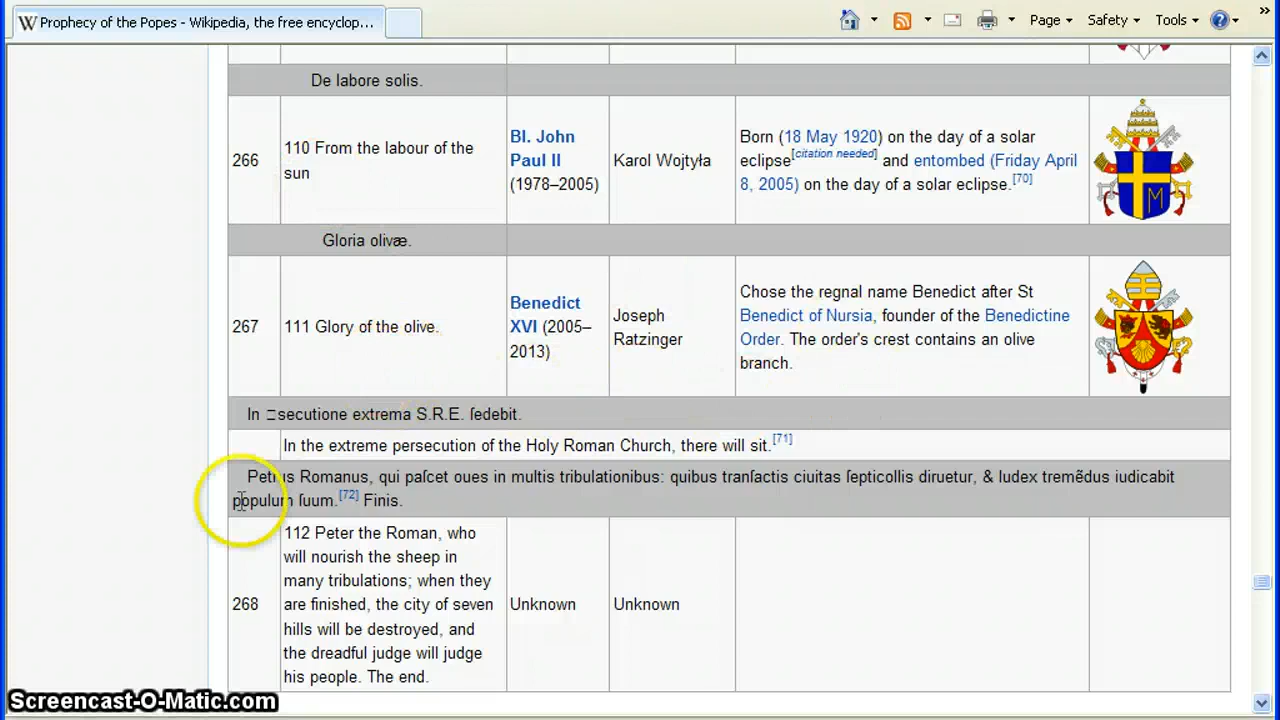 Prophecy of the Popes - Wikipedia, the free encyclop...
Page
Safety
Tools
De labore solis.
266
110 From the labour of the
sun
Bl. John
Paul II
(1978–2005)
Karol Wojtyła
Born (18 May 1920) on the day of a solar
eclipse[citation needed] and entombed (Friday April
8, 2005) on the day of a solar eclipse.[70]
Gloria olivæ.
267
111 Glory of the olive.
Benedict
XVI (2005–
2013)
Joseph
Ratzinger
Chose the regnal name Benedict after St
Benedict of Nursia, founder of the Benedictine
Order. The order's crest contains an olive
branch.
In secutione extrema S.R.E. ſedebit.
In the extreme persecution of the Holy Roman Church, there will sit.[71]
Petrus Romanus, qui paſcet oues in multis tribulationibus: quibus tranſactis ciuitas ſepticollis diruetur, & Iudex tremẽdus iudicabit
populum ſuum.[72] Finis.
268
112 Peter the Roman, who
will nourish the sheep in
many tribulations; when they
are finished, the city of seven
hills will be destroyed, and
the dreadful judge will judge
his people. The end.
Unknown
Unknown
Screencast-O-Matic.com